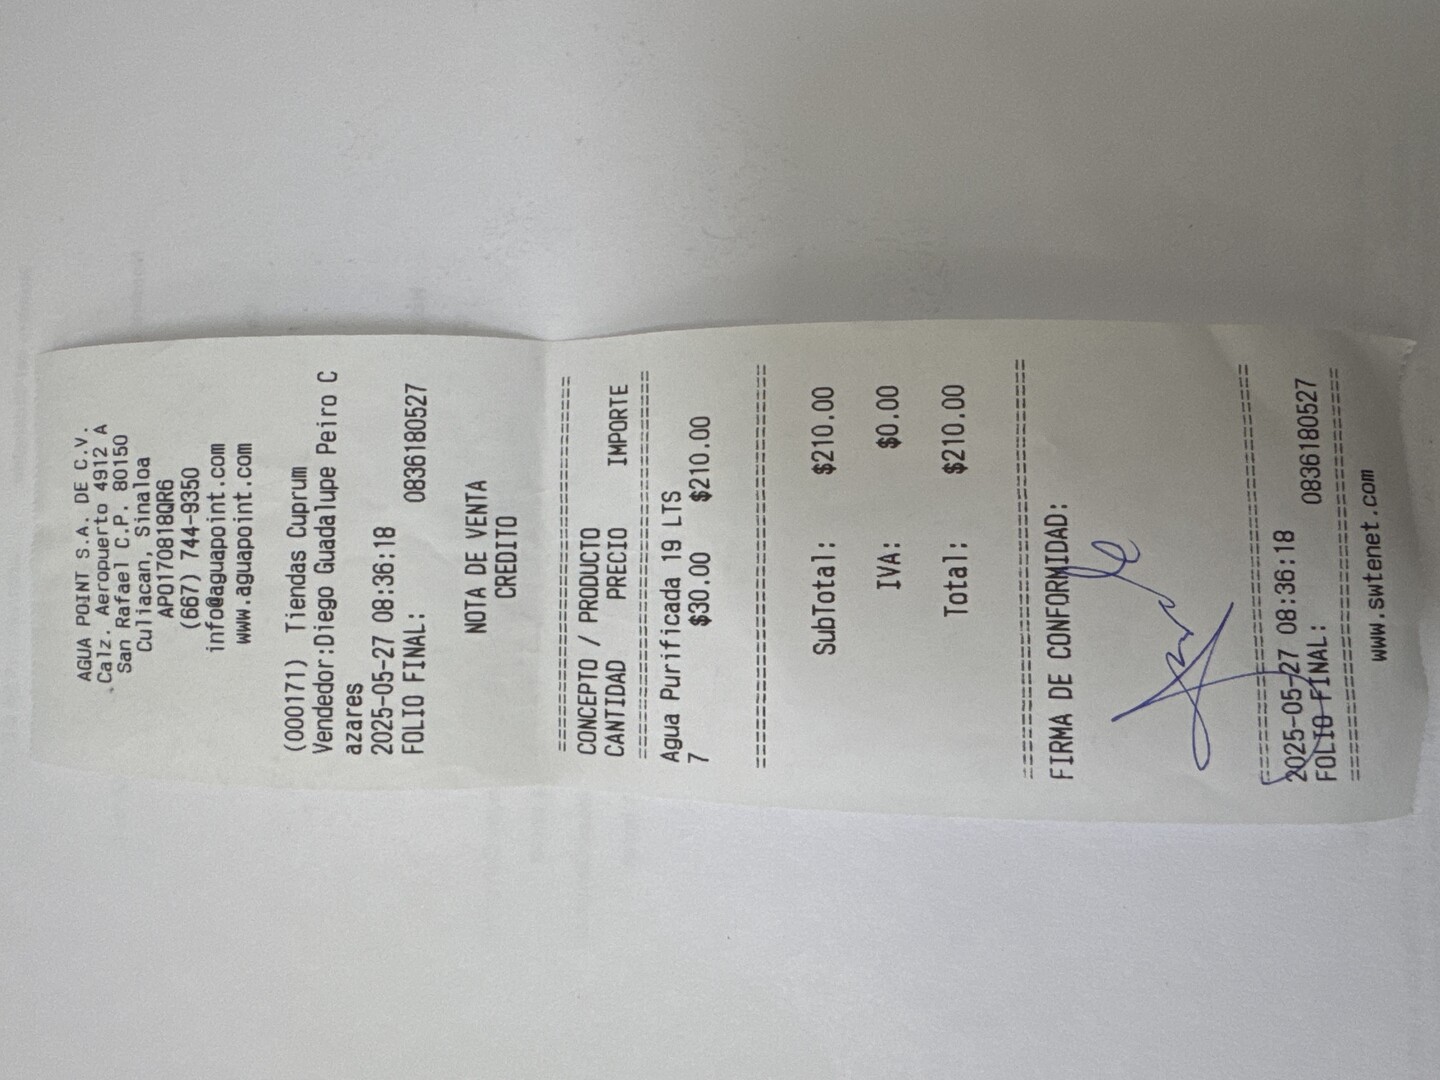 AGUA POINT S.A. DE C.V.
Calz. Aeropuerto 4912 A
San Rafael C.P. 80150
Culiacan, Sinaloa
APO170818QR6
(667) 744-9350
info@aguapoint.com
www.aguapoint.com
(000171) Tiendas Cuprum
Vendedor:Diego Guadalupe Peiro C
azares
2025-05-27 08:36:18
FOLIO FINAL: 0836180527
NOTA DE VENTA
CREDITO
================================
CONCEPTO / PRODUCTO
CANTIDAD PRECIO IMPORTE
================================
Agua Purificada 19 LTS
7 $30.00 $210.00
================================
SubTotal: $210.00
IVA: $0.00
Total: $210.00
================================
FIRMA DE CONFORMIDAD:
================================
2025-05-27 08:36:18
FOLIO FINAL: 0836180527
================================
www.swtenet.com